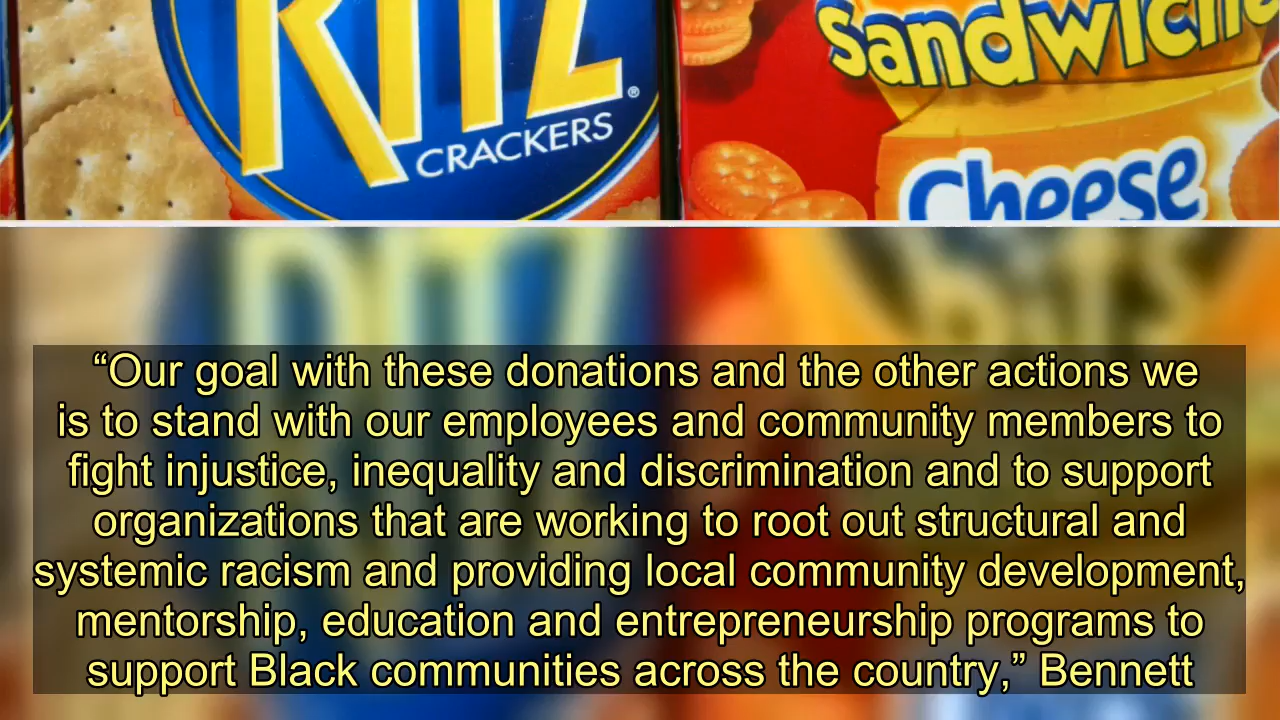 RITZ
®
CRACKERS
Sandwich
Cheese
“Our goal with these donations and the other actions we
is to stand with our employees and community members to
fight injustice, inequality and discrimination and to support
organizations that are working to root out structural and
systemic racism and providing local community development,
mentorship, education and entrepreneurship programs to
support Black communities across the country,” Bennett